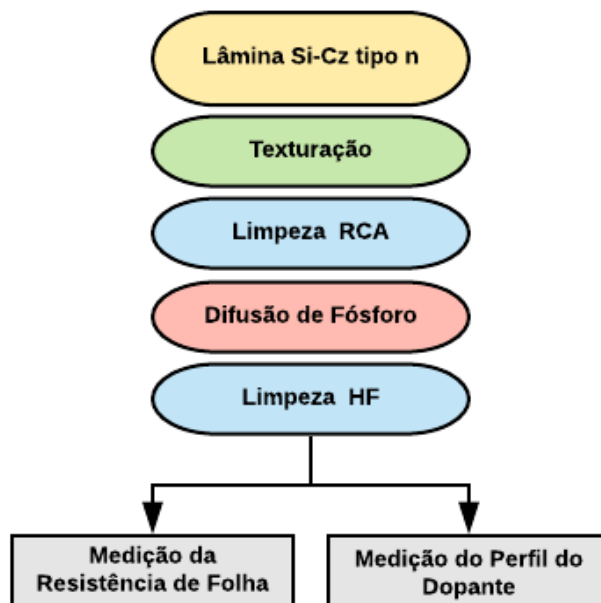 Lâmina Si-Cz tipo n
Texturação
Limpeza RCA
Difusão de Fósforo
Limpeza HF
Medição da
Resistência de Folha
Medição do Perfil do
Dopante